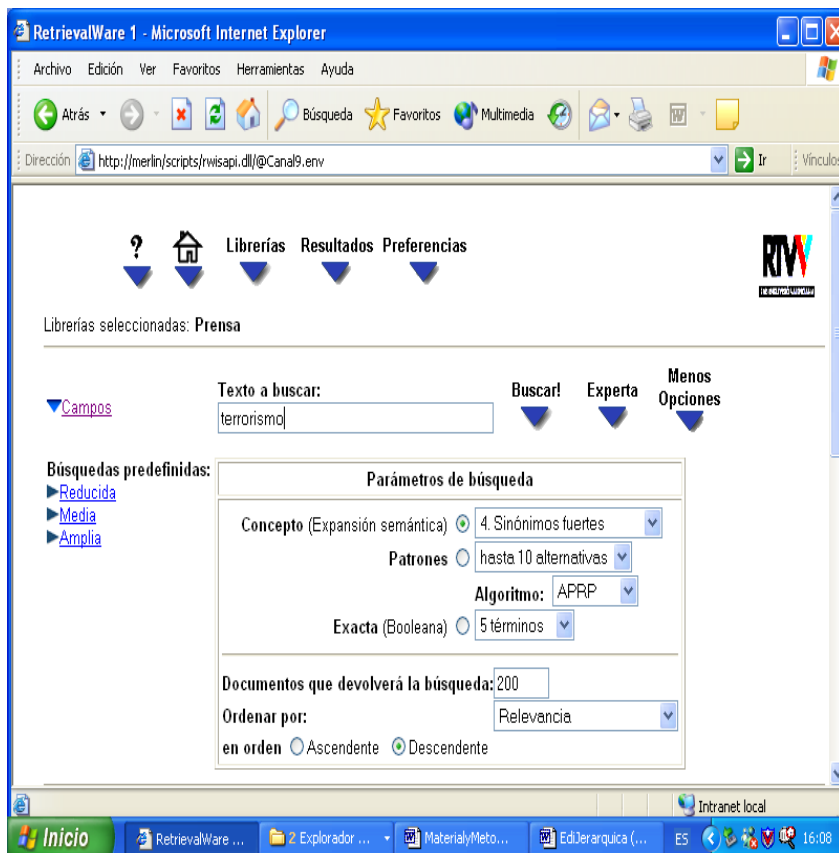 RetrievalWare 1 - Microsoft Internet Explorer
Archivo Edición Ver Favoritos Herramientas Ayuda
Atrás Búsqueda Favoritos Multimedia
Dirección http://merlin/scripts/rwisapi.dll/@Canal9.env Ir Vínculos
? Librerías Resultados Preferencias
RTVV
Librerías seleccionadas: Prensa
Menos
Texto a buscar: Buscar! Experta Opciones
Campos
terrorismo
Búsquedas predefinidas:
Reducida
Media
Amplia
Parámetros de búsqueda
Concepto (Expansión semántica) 4. Sinónimos fuertes
Patrones hasta 10 alternativas
Algoritmo: APRP
Exacta (Booleana) 5 términos
Documentos que devolverá la búsqueda: 200
Ordenar por: Relevancia
en orden Ascendente Descendente
Intranet local
Inicio RetrievalWare ... 2 Explorador ... MaterialyMeto... EdiJerarquica (... ES 16:08